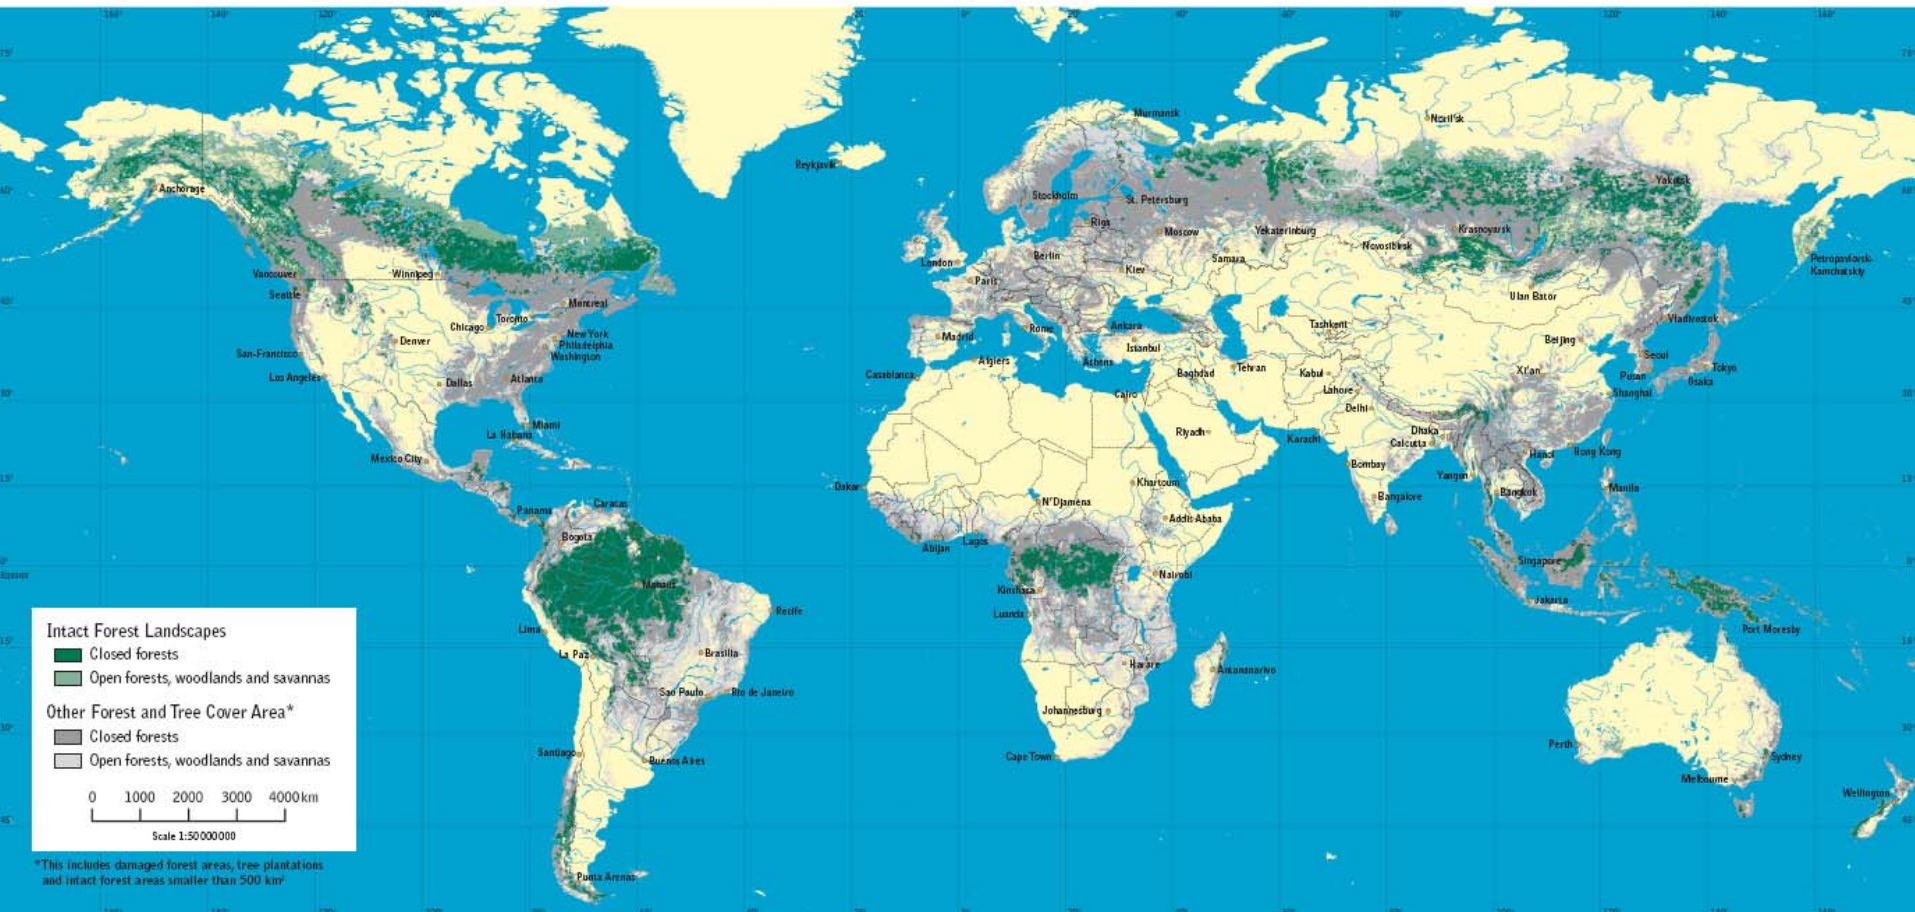 Murmansk
Noril'sk
Reykjavik
Anchorage
Yakutsk
Stockholm
St. Petersburg
Riga
Moscow
Yekaterinburg
Krasnoyarsk
Novosibirsk
London
Berlin
Samara
Petropavlovsk-
Kamchatskiy
Vancouver
Winnipeg
Kiev
Paris
Seattle
Ulan Bator
Montreal
Toronto
Vladivostok
Chicago
New York
Ankara
Tashkent
Denver
Madrid
Rome
Beijing
Philadelphia
Istanbul
San-Francisco
Washington
Seoul
Algiers
Athens
Tehran
Tokyo
Los Angeles
Atlanta
Casablanca
Baghdad
Kabul
Xi'an
Pusan
Dallas
Osaka
Lahore
Cairo
Shanghai
Delhi
Miami
La Habana
Riyadh
Karachi
Dhaka
Calcutta
Hanoi
Hong Kong
Mexico City
Bombay
Khartoum
Yangon
Dakar
Manila
Bangkok
N'Djamena
Bangalore
Caracas
Panama
Addis-Ababa
Bogota
Lagos
Abijan
Singapore
Equator
Nairobi
Manaus
Kinshasa
Jakarta
Recife
Luanda
Lima
Port Moresby
La Paz
Brasilia
Harare
Antananarivo
Sao Paulo
Rio de Janeiro
Johannesburg
Perth
Santiago
Cape Town
Buenos Aires
Sydney
Melbourne
Wellington
Punta Arenas
Intact Forest Landscapes
Closed forests
Open forests, woodlands and savannas
Other Forest and Tree Cover Area*
Closed forests
Open forests, woodlands and savannas
0 1000 2000 3000 4000 km
Scale 1:50000000
*This includes damaged forest areas, tree plantations
and intact forest areas smaller than 500 km²